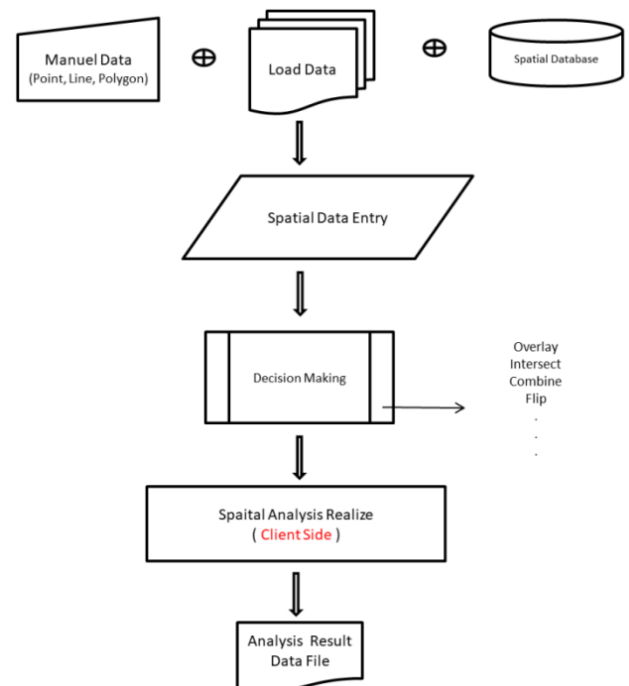 Manuel Data
(Point, Line, Polygon)
Load Data
Spatial Database
Spatial Data Entry
Decision Making
Overlay
Intersect
Combine
Flip
.
.
.
Spaital Analysis Realize
( Client Side )
Analysis Result
Data File